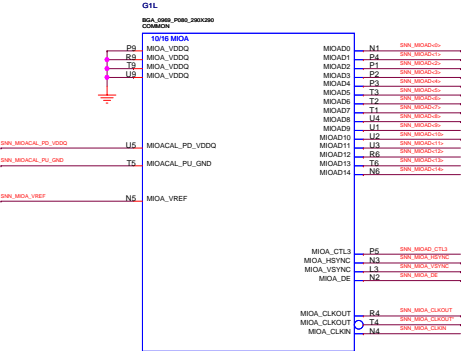 G1L
BGA_0969_P080_290X290
COMMON
10/16 MIOA
P9 MIOA_VDDQ
R9 MIOA_VDDQ
T9 MIOA_VDDQ
U9 MIOA_VDDQ
SNN_MIOACAL_PD_VDDQ U5 MIOACAL_PD_VDDQ
SNN_MIOACAL_PU_GND T5 MIOACAL_PU_GND
SNN_MIOA_VREF N5 MIOA_VREF
MIOAD0 N1 SNN_MIOAD<0>
MIOAD1 P4 SNN_MIOAD<1>
MIOAD2 P1 SNN_MIOAD<2>
MIOAD3 P2 SNN_MIOAD<3>
MIOAD4 P3 SNN_MIOAD<4>
MIOAD5 T3 SNN_MIOAD<5>
MIOAD6 T2 SNN_MIOAD<6>
MIOAD7 T1 SNN_MIOAD<7>
MIOAD8 U4 SNN_MIOAD<8>
MIOAD9 U1 SNN_MIOAD<9>
MIOAD10 U2 SNN_MIOAD<10>
MIOAD11 U3 SNN_MIOAD<11>
MIOAD12 R6 SNN_MIOAD<12>
MIOAD13 T6 SNN_MIOAD<13>
MIOAD14 N6 SNN_MIOAD<14>
MIOA_CTL3 P5 SNN_MIOAD_CTL3
MIOA_HSYNC N3 SNN_MIOA_HSYNC
MIOA_VSYNC L3 SNN_MIOA_VSYNC
MIOA_DE N2 SNN_MIOA_DE
MIOA_CLKOUT R4 SNN_MIOA_CLKOUT
MIOA_CLKOUT T4 SNN_MIOA_CLKOUT*
MIOA_CLKIN N4 SNN_MIOA_CLKIN